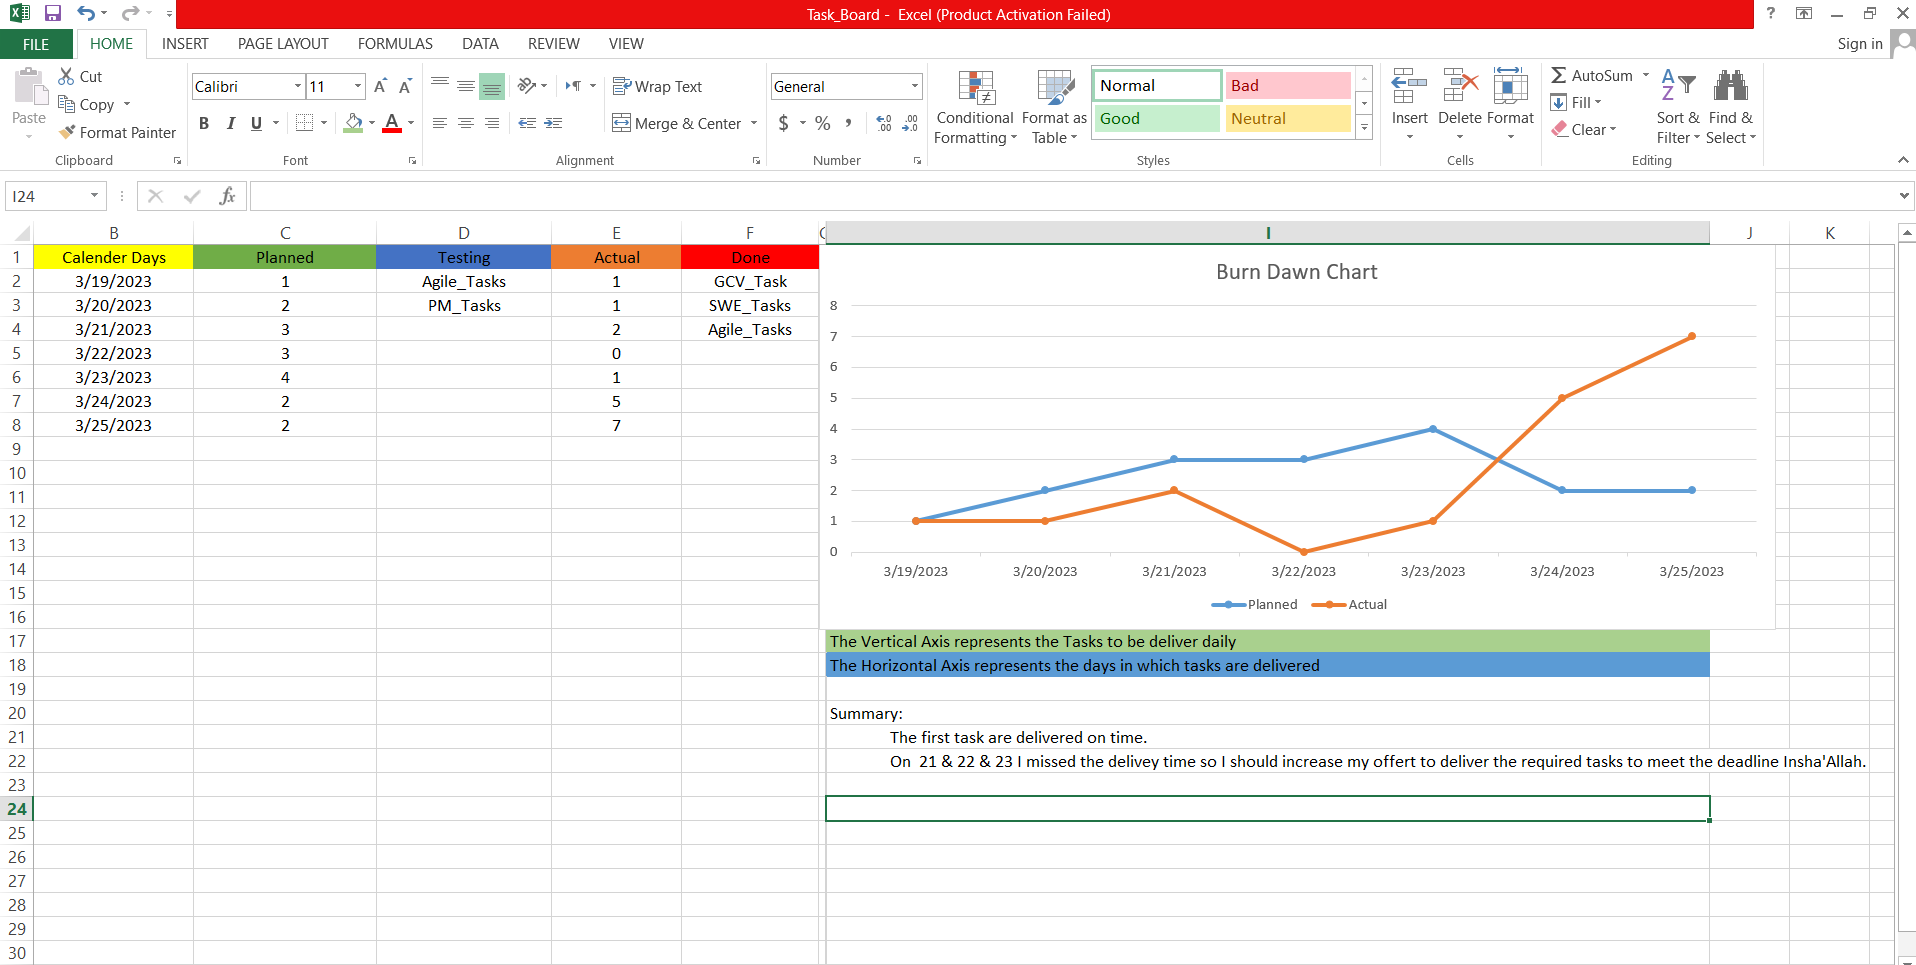 Task_Board - Excel (Product Activation Failed)
FILE HOME INSERT PAGE LAYOUT FORMULAS DATA REVIEW VIEW Sign in
Paste
Cut
Copy
Format Painter
Clipboard
Calibri 11
B I U A
Font
Wrap Text
Merge & Center
Alignment
General
$ % ,
Number
Conditional Formatting
Format as Table
Normal Bad
Good Neutral
Styles
Insert Delete Format
Cells
AutoSum
Fill
Clear
Sort & Filter
Find & Select
Editing
I24 fx
B C D E F G I J K
1 Calender Days Planned Testing Actual Done
2 3/19/2023 1 Agile_Tasks 1 GCV_Task
3 3/20/2023 2 PM_Tasks 1 SWE_Tasks
4 3/21/2023 3 2 Agile_Tasks
5 3/22/2023 3 0
6 3/23/2023 4 1
7 3/24/2023 2 5
8 3/25/2023 2 7
9
10
11
12
13
14
15
16
17
18
19
20
21
22
23
24
25
26
27
28
29
30
Burn Dawn Chart
8
7
6
5
4
3
2
1
0
3/19/2023 3/20/2023 3/21/2023 3/22/2023 3/23/2023 3/24/2023 3/25/2023
Planned Actual
The Vertical Axis represents the Tasks to be deliver daily
The Horizontal Axis represents the days in which tasks are delivered
Summary:
The first task are delivered on time.
On 21 & 22 & 23 I missed the delivey time so I should increase my offert to deliver the required tasks to meet the deadline Insha'Allah.